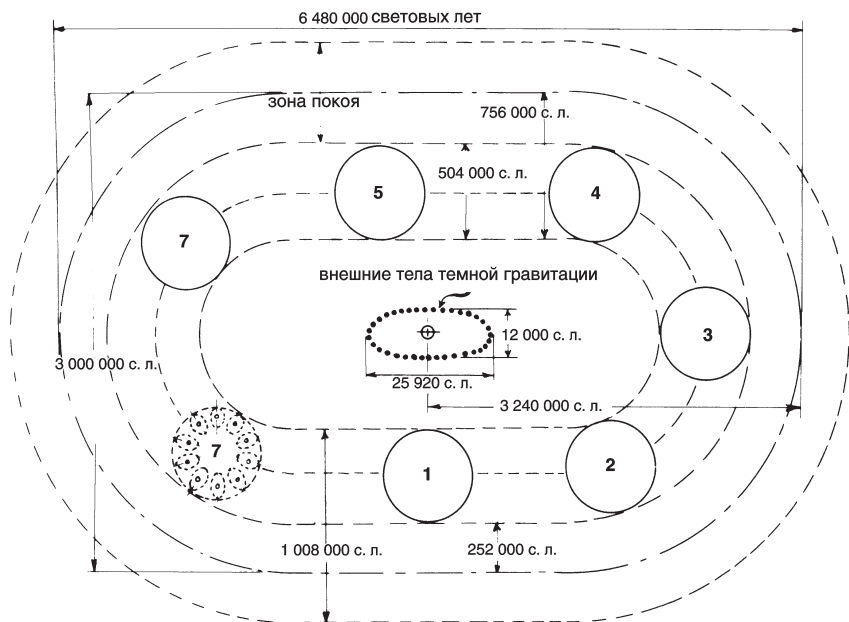 6 480 000 световых лет
зона покоя
756 000 с. л.
504 000 с. л.
5
4
7
внешние тела темной гравитации
12 000 с. л.
3
3 000 000 с. л.
25 920 с. л.
3 240 000 с. л.
7
1
2
1 008 000 с. л.
252 000 с. л.